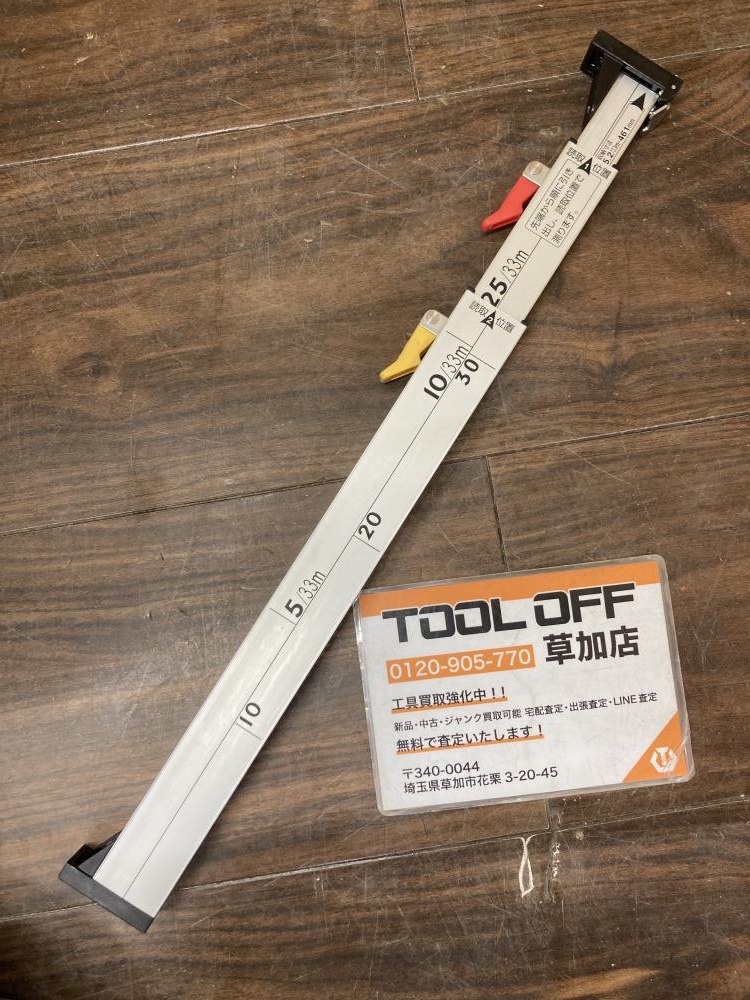 読取1位置
先端から順に引き
出し、読取位置で
測ります。
25/33m
読取2位置
10/33m
30
20
5/33m
10
TOOL OFF
0120-905-770 草加店
工具買取強化中!!
新品・中古・ジャンク買取可能 宅配査定・出張査定・LINE査定
無料で査定いたします!
〒340-0044
埼玉県草加市花栗 3-20-45